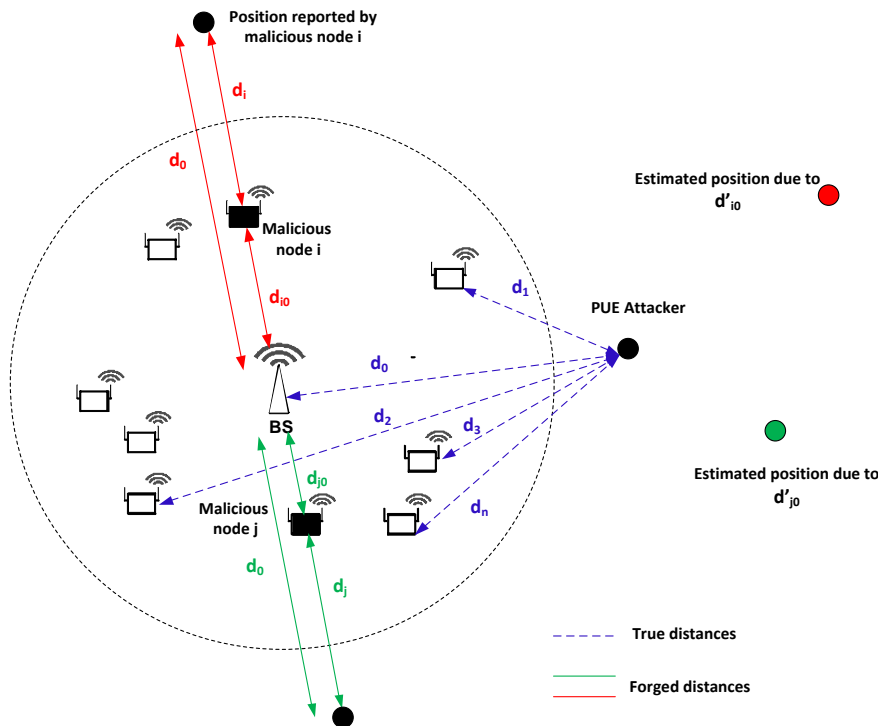 Position reported by
malicious node i
d₀
dᵢ
Malicious
node i
dᵢ₀
Estimated position due to
d'ᵢ₀
d₁
PUE Attacker
d₀
-
d₂
d₃
BS
dⱼ₀
Malicious
node j
dₙ
Estimated position due to
d'ⱼ₀
d₀
dⱼ
True distances
Forged distances